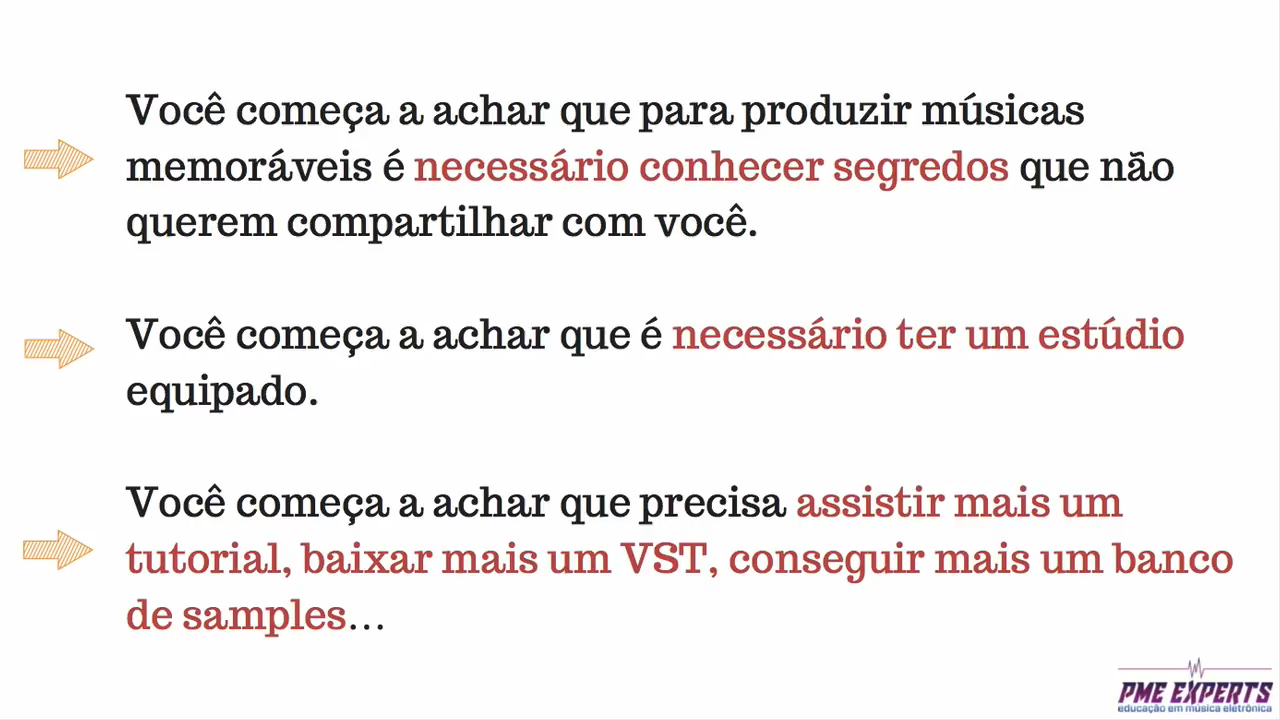 Você começa a achar que para produzir músicas
memoráveis é necessário conhecer segredos que não
querem compartilhar com você.
Você começa a achar que é necessário ter um estúdio
equipado.
Você começa a achar que precisa assistir mais um
tutorial, baixar mais um VST, conseguir mais um banco
de samples...
PME EXPERTS
educação em música eletrônica